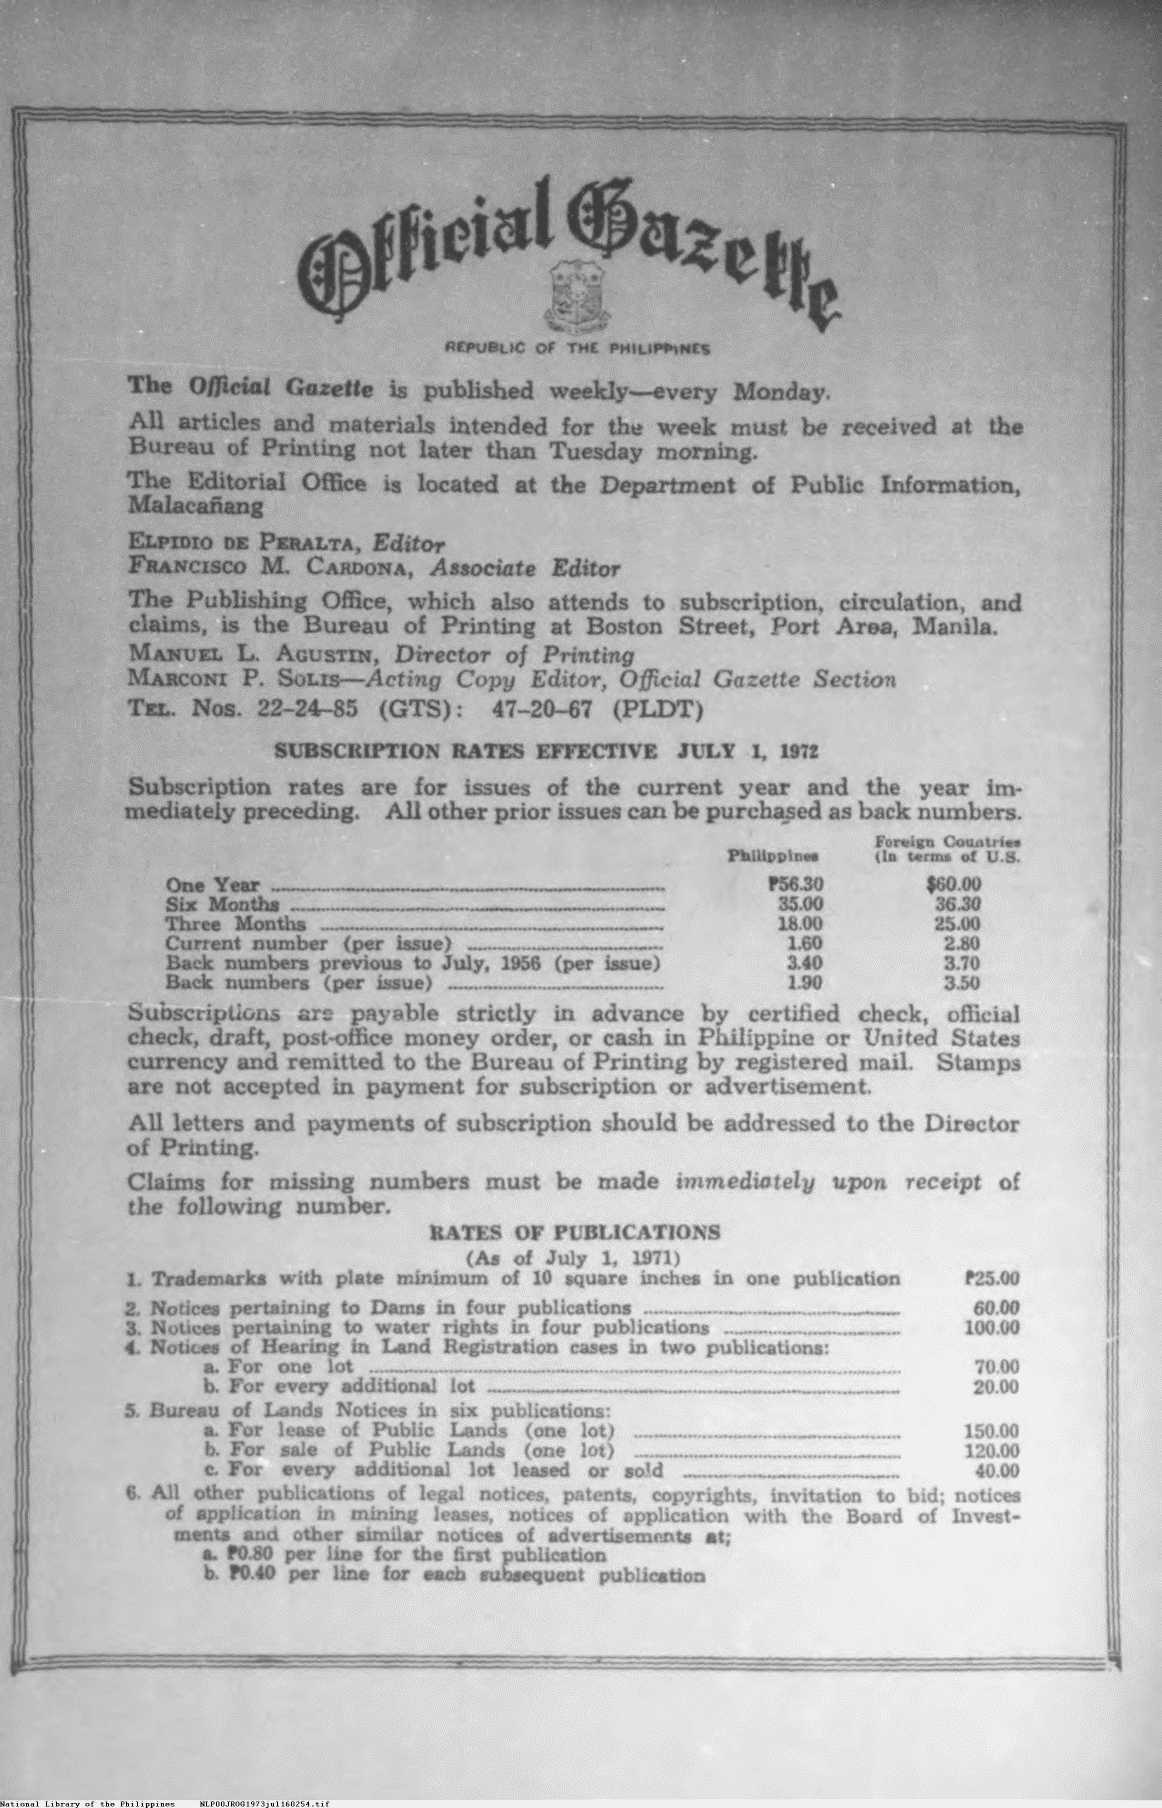 Official Gazette
REPUBLIC OF THE PHILIPPINES
The Official Gazette is published weekly—every Monday.
All articles and materials intended for the week must be received at the
Bureau of Printing not later than Tuesday morning.
The Editorial Office is located at the Department of Public Information,
Malacañang
ELPIDIO DE PERALTA, Editor
FRANCISCO M. CARDONA, Associate Editor
The Publishing Office, which also attends to subscription, circulation, and
claims, is the Bureau of Printing at Boston Street, Port Area, Manila.
MANUEL L. AGUSTIN, Director of Printing
MARCONI P. SOLIS—Acting Copy Editor, Official Gazette Section
TEL. NOS. 22-24-85 (GTS): 47-20-67 (PLDT)
SUBSCRIPTION RATES EFFECTIVE JULY 1, 1972
Subscription rates are for issues of the current year and the year im-
mediately preceding. All other prior issues can be purchased as back numbers.
Foreign Countries
Philippines (In terms of U.S.
One Year ₱56.30 $60.00
Six Months 35.00 36.30
Three Months 18.00 25.00
Current number (per issue) 1.60 2.80
Back numbers previous to July, 1956 (per issue) 3.40 3.70
Back numbers (per issue) 1.90 3.50
Subscriptions are payable strictly in advance by certified check, official
check, draft, post-office money order, or cash in Philippine or United States
currency and remitted to the Bureau of Printing by registered mail. Stamps
are not accepted in payment for subscription or advertisement.
All letters and payments of subscription should be addressed to the Director
of Printing.
Claims for missing numbers must be made immediately upon receipt of
the following number.
RATES OF PUBLICATIONS
(As of July 1, 1971)
1. Trademarks with plate minimum of 10 square inches in one publication ₱25.00
2. Notices pertaining to Dams in four publications 60.00
3. Notices pertaining to water rights in four publications 100.00
4. Notices of Hearing in Land Registration cases in two publications:
a. For one lot 70.00
b. For every additional lot 20.00
5. Bureau of Lands Notices in six publications:
a. For lease of Public Lands (one lot) 150.00
b. For sale of Public Lands (one lot) 120.00
c. For every additional lot leased or sold 40.00
6. All other publications of legal notices, patents, copyrights, invitation to bid; notices
of application in mining leases, notices of application with the Board of Invest-
ments and other similar notices of advertisements at;
a. ₱0.80 per line for the first publication
b. ₱0.40 per line for each subsequent publication
National Library of the Philippines NLPOOJROG1973jul160254.tif